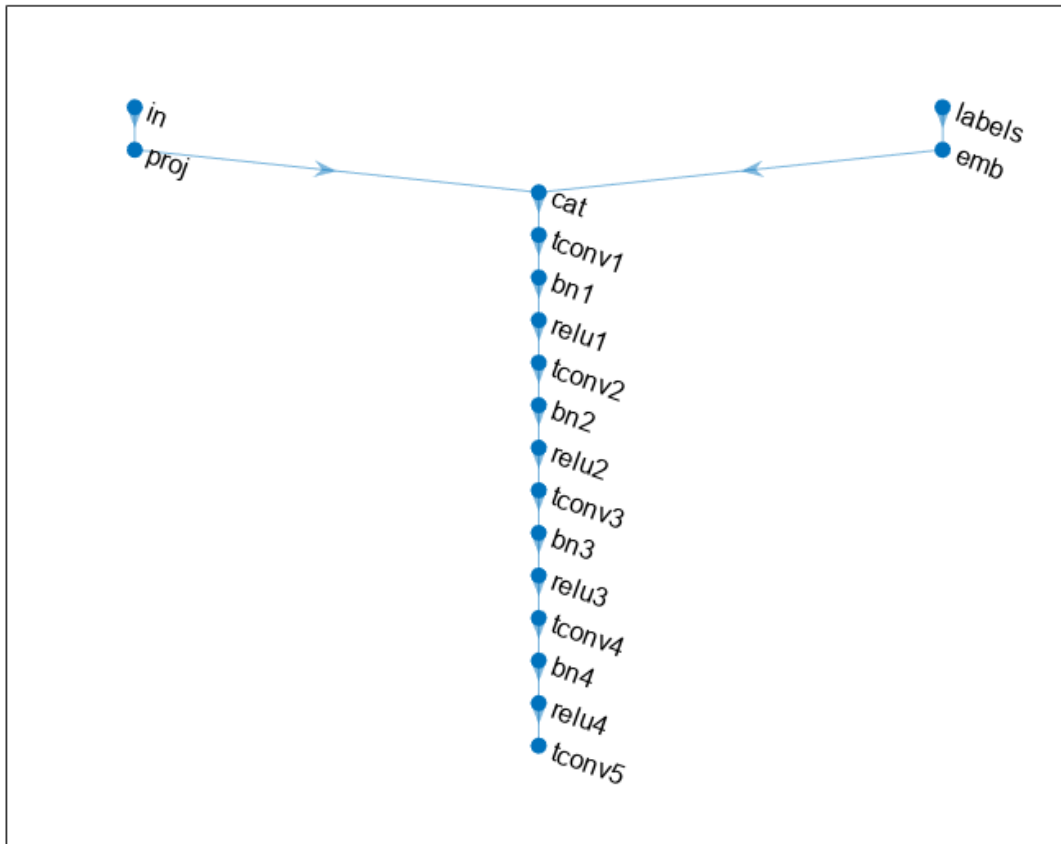 in
labels
proj
emb
cat
tconv1
bn1
relu1
tconv2
bn2
relu2
tconv3
bn3
relu3
tconv4
bn4
relu4
tconv5